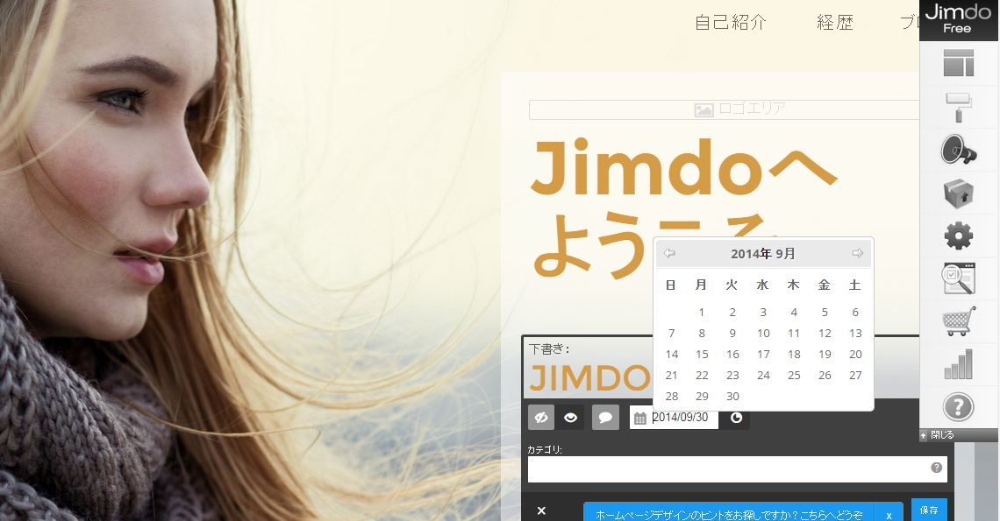 自己紹介 経歴 ブ
Jimdo
Free
ロゴエリア
Jimdoへ
ようこそ
2014年 9月
日 月 火 水 木 金 土
1 2 3 4 5 6
7 8 9 10 11 12 13
14 15 16 17 18 19 20
21 22 23 24 25 26 27
28 29 30
下書き:
JIMDO
2014/09/30
閉じる
カテゴリ:
?
x ホームページデザインのヒントをお探しですか？こちらへどうぞ x 保存